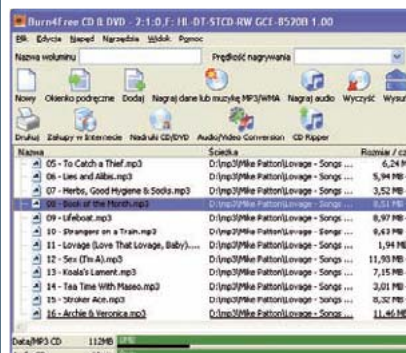 Burn4Free CD & DVD - 2:1:0,F: HL-DT-STCD-RW GCE-8520B 1.00
Plik Edycja Napęd Narzędzia Widok Pomoc
Nazwa woluminu Prędkość nagrywania
Nowy Okienko podręczne Dodaj Nagraj dane lub muzykę MP3/WMA Nagraj audio Wyczyść Wysuń
Drukuj Zakupy w Internecie Nadruki CD/DVD Audio/Video Conversion CD Ripper
Nazwa Ścieżka Rozmiar / cz
05 - To Catch a Thief.mp3 D:\mp3\Mike Patton\Lovage - Songs ... 6,24 M
06 - Lies and Alibis.mp3 D:\mp3\Mike Patton\Lovage - Songs ... 5,94 MB
07 - Herbs, Good Hygiene & Socks.mp3 D:\mp3\Mike Patton\Lovage - Songs ... 3,52 MB
08 - Book of the Month.mp3 D:\mp3\Mike Patton\Lovage - Songs ... 8,51 MB
09 - Lifeboat.mp3 D:\mp3\Mike Patton\Lovage - Songs ... 8,97 MB
10 - Strangers on a Train.mp3 D:\mp3\Mike Patton\Lovage - Songs ... 9,63 MB
11 - Lovage (Love That Lovage, Baby)..... D:\mp3\Mike Patton\Lovage - Songs ... 1,94 M
12 - Sex (I'm A).mp3 D:\mp3\Mike Patton\Lovage - Songs ... 11,93 MB
13 - Koala's Lament.mp3 D:\mp3\Mike Patton\Lovage - Songs ... 7,15 MB
14 - Tea Time With Maseo.mp3 D:\mp3\Mike Patton\Lovage - Songs ... 3,01 MB
15 - Stroker Ace.mp3 D:\mp3\Mike Patton\Lovage - Songs ... 8,32 MB
16 - Archie & Veronica.mp3 D:\mp3\Mike Patton\Lovage - Songs ... 11,46 MB
Data/MP3 CD 112MB